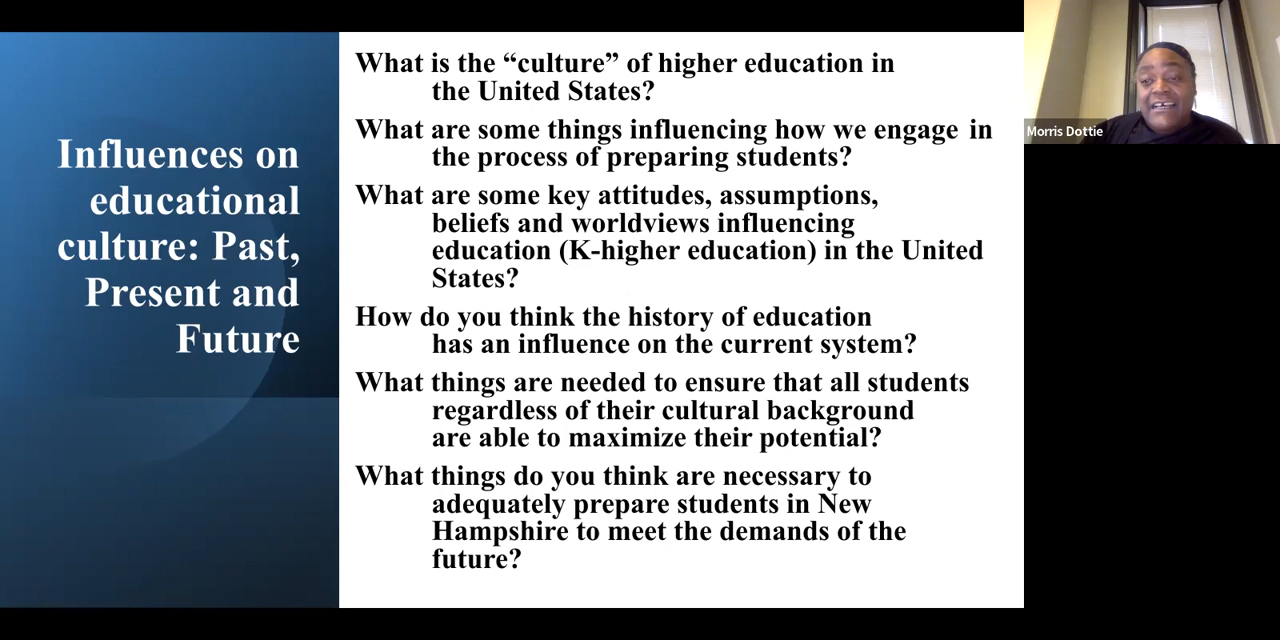 Influences on
educational
culture: Past,
Present and
Future
What is the “culture” of higher education in
the United States?
What are some things influencing how we engage in
the process of preparing students?
What are some key attitudes, assumptions,
beliefs and worldviews influencing
education (K-higher education) in the United
States?
How do you think the history of education
has an influence on the current system?
What things are needed to ensure that all students
regardless of their cultural background
are able to maximize their potential?
What things do you think are necessary to
adequately prepare students in New
Hampshire to meet the demands of the
future?
Morris Dottie